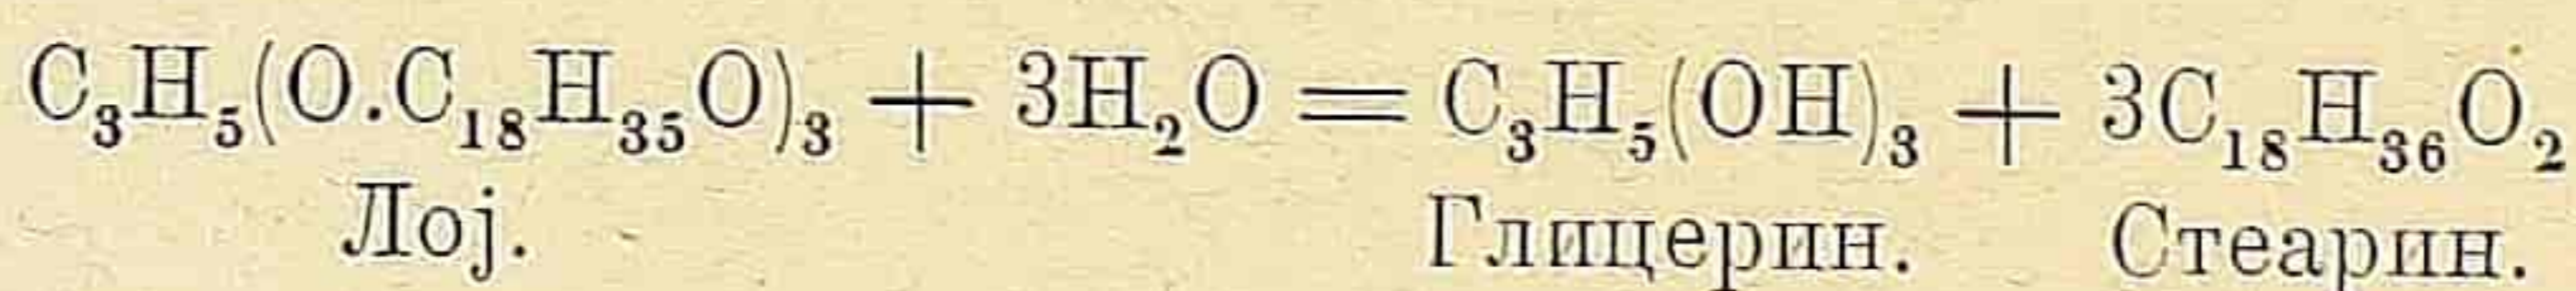 C₃H₅(O.C₁₈H₃₅O)₃ + 3H₂O = C₃H₅(OH)₃ + 3C₁₈H₃₆O₂
Лој. Глицерин. Стеарин.